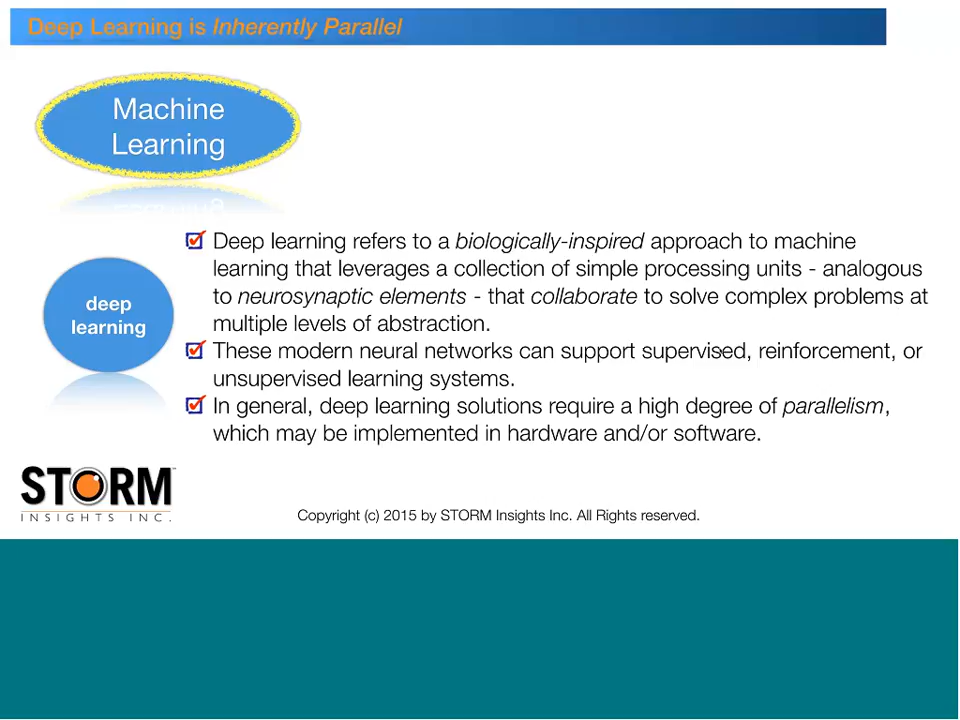 Deep Learning is Inherently Parallel
Machine
Learning
Deep learning refers to a biologically-inspired approach to machine
learning that leverages a collection of simple processing units - analogous
to neurosynaptic elements - that collaborate to solve complex problems at
multiple levels of abstraction.
deep
learning
These modern neural networks can support supervised, reinforcement, or
unsupervised learning systems.
In general, deep learning solutions require a high degree of parallelism,
which may be implemented in hardware and/or software.
STORM
INSIGHTS INC.
Copyright (c) 2015 by STORM Insights Inc. All Rights reserved.